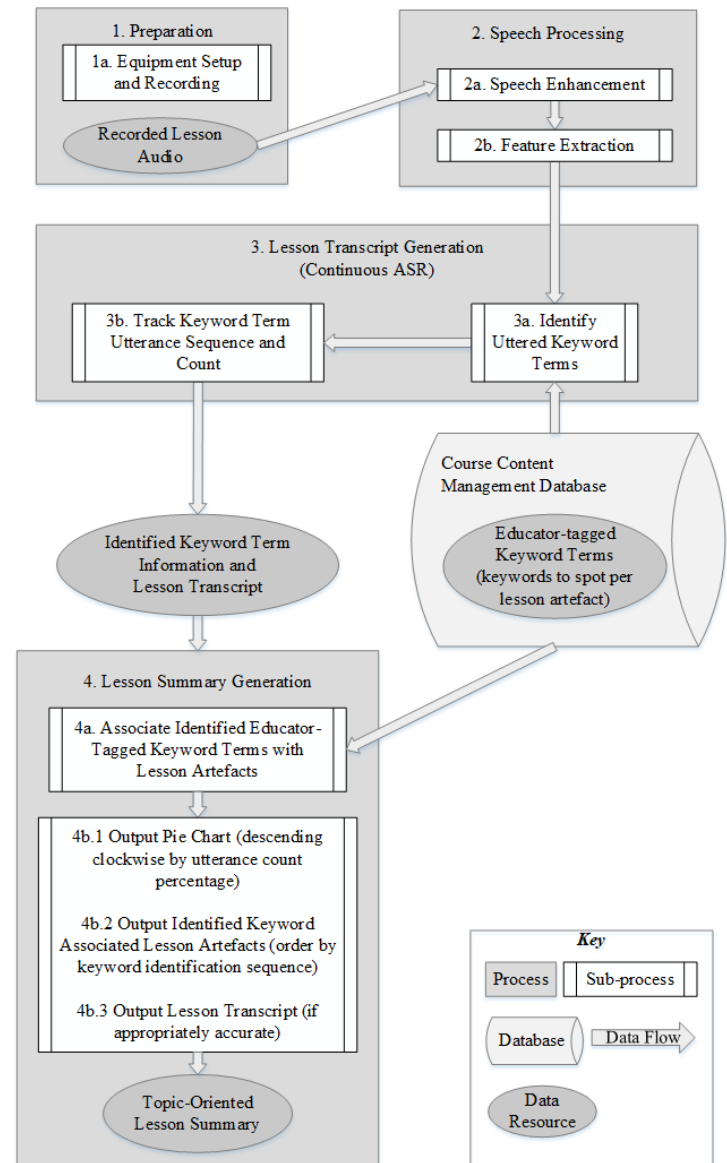 1. Preparation
1a. Equipment Setup
and Recording
Recorded Lesson
Audio
2. Speech Processing
2a. Speech Enhancement
2b. Feature Extraction
3. Lesson Transcript Generation
(Continuous ASR)
3b. Track Keyword Term
Utterance Sequence and
Count
3a. Identify
Uttered Keyword
Terms
Course Content
Management Database
Educator-tagged
Keyword Terms
(keywords to spot per
lesson artefact)
Identified Keyword Term
Information and
Lesson Transcript
4. Lesson Summary Generation
4a. Associate Identified Educator-
Tagged Keyword Terms with
Lesson Artefacts
4b.1 Output Pie Chart (descending
clockwise by utterance count
percentage)
4b.2 Output Identified Keyword
Associated Lesson Artefacts (order by
keyword identification sequence)
4b.3 Output Lesson Transcript (if
appropriately accurate)
Topic-Oriented
Lesson Summary
Key
Process
Sub-process
Database
Data Flow
Data
Resource